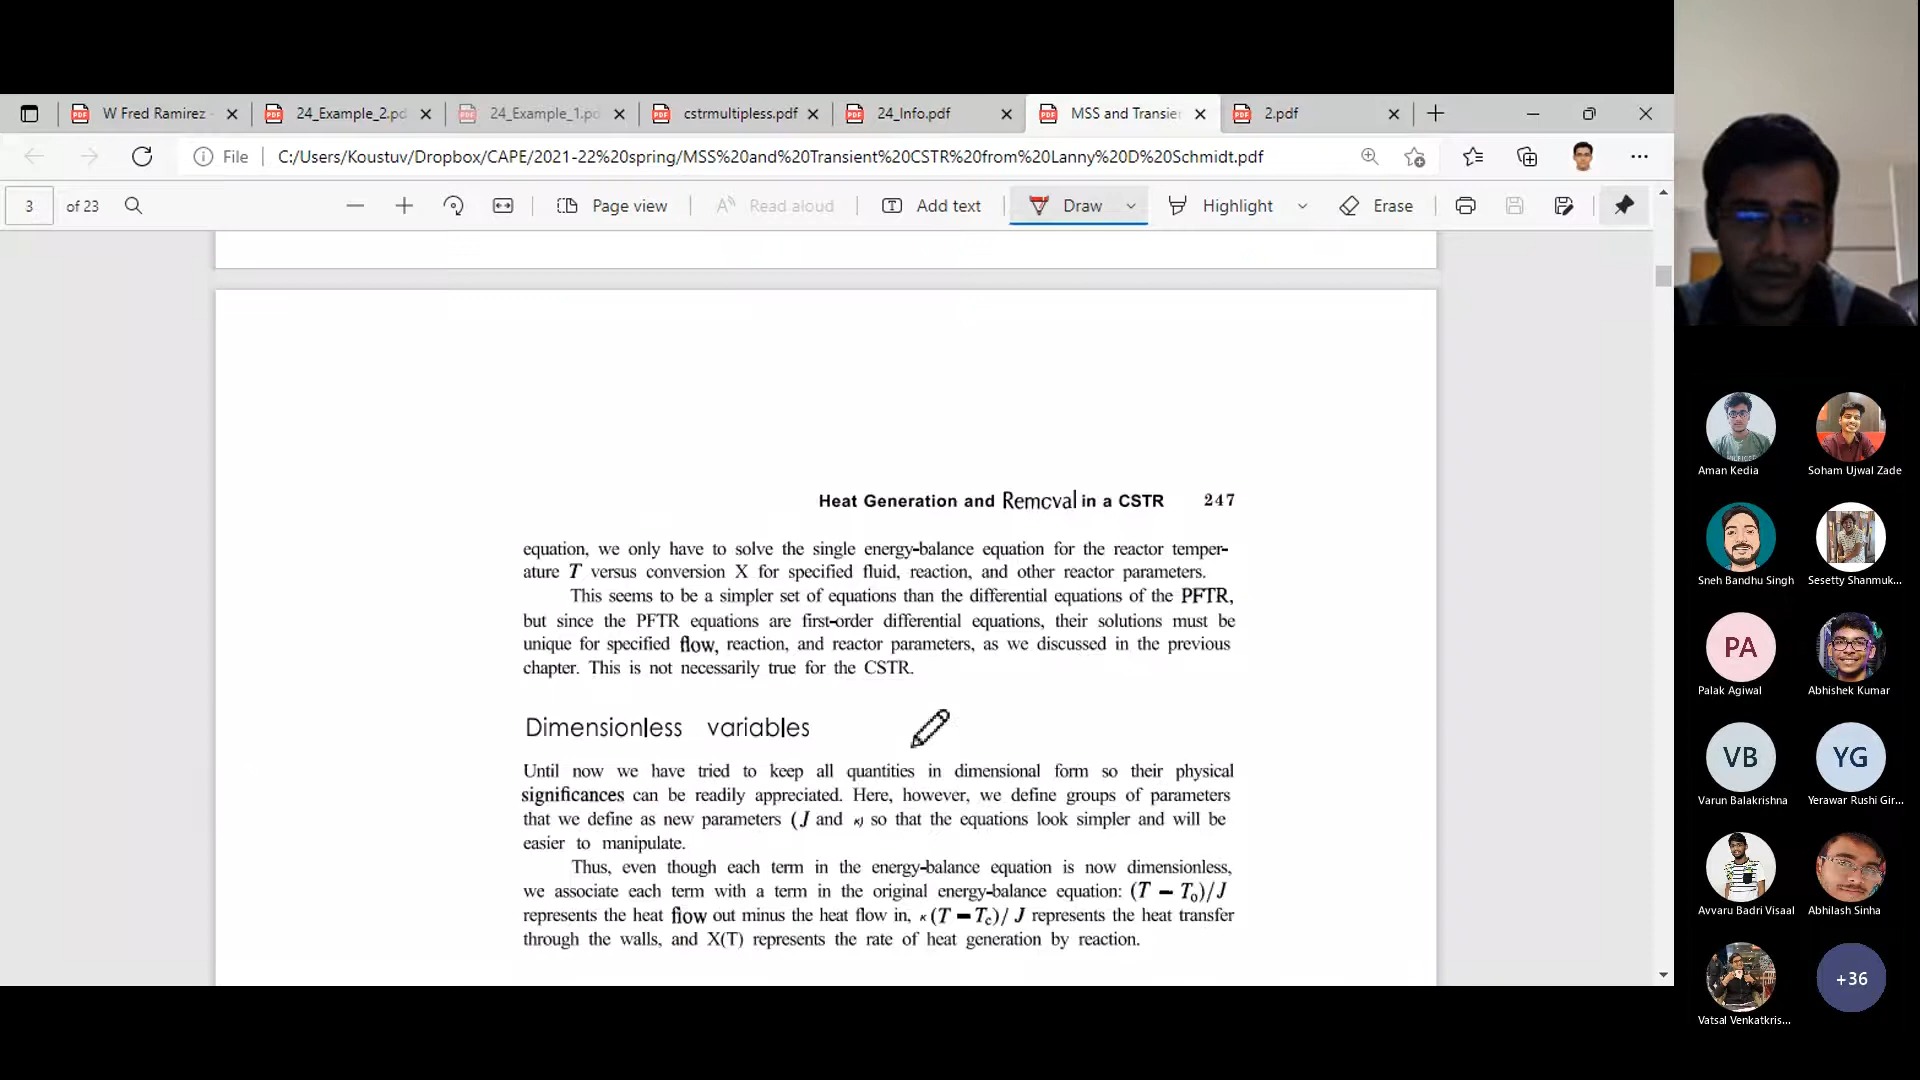 W Fred Ramirez -
24_Example_2.pd
24_Example_1.pd
cstrmultipless.pdf
24_Info.pdf
MSS and Transie
2.pdf
File
C:/Users/Koustuv/Dropbox/CAPE/2021-22%20spring/MSS%20and%20Transient%20CSTR%20from%20Lanny%20D%20Schmidt.pdf
3 of 23
Page view
Read aloud
Add text
Draw
Highlight
Erase
Heat Generation and Remcval in a CSTR 247
equation, we only have to solve the single energy-balance equation for the reactor temper-
ature T versus conversion X for specified fluid, reaction, and other reactor parameters.
This seems to be a simpler set of equations than the differential equations of the PFTR,
but since the PFTR equations are first-order differential equations, their solutions must be
unique for specified flow, reaction, and reactor parameters, as we discussed in the previous
chapter. This is not necessarily true for the CSTR.
Dimensionless variables
Until now we have tried to keep all quantities in dimensional form so their physical
significances can be readily appreciated. Here, however, we define groups of parameters
that we define as new parameters (J and κ) so that the equations look simpler and will be
easier to manipulate.
Thus, even though each term in the energy-balance equation is now dimensionless,
we associate each term with a term in the original energy-balance equation: (T − T₀)/J
represents the heat flow out minus the heat flow in, κ(T − T꜀)/J represents the heat transfer
through the walls, and X(T) represents the rate of heat generation by reaction.
Aman Kedia
Soham Ujwal Zade
Sneh Bandhu Singh
Sesetty Shanmuk...
PA
Palak Agiwal
Abhishek Kumar
VB
Varun Balakrishna
YG
Yerawar Rushi Gir...
Avvaru Badri Visaal
Abhilash Sinha
Vatsal Venkatkris...
+36